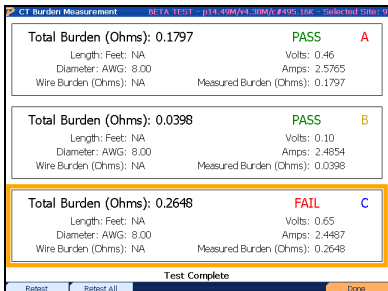 CT Burden Measurement BETA TEST - p14.49M/v4.38M/c#495.16K - Selected Site: 9
Total Burden (Ohms): 0.1797 PASS A
Length: Feet: NA Volts: 0.46
Diameter: AWG: 8.00 Amps: 2.5765
Wire Burden (Ohms): NA Measured Burden (Ohms): 0.1797
Total Burden (Ohms): 0.0398 PASS B
Length: Feet: NA Volts: 0.10
Diameter: AWG: 8.00 Amps: 2.4854
Wire Burden (Ohms): NA Measured Burden (Ohms): 0.0398
Total Burden (Ohms): 0.2648 FAIL C
Length: Feet: NA Volts: 0.65
Diameter: AWG: 8.00 Amps: 2.4487
Wire Burden (Ohms): NA Measured Burden (Ohms): 0.2648
Test Complete
Retest Retest All Done